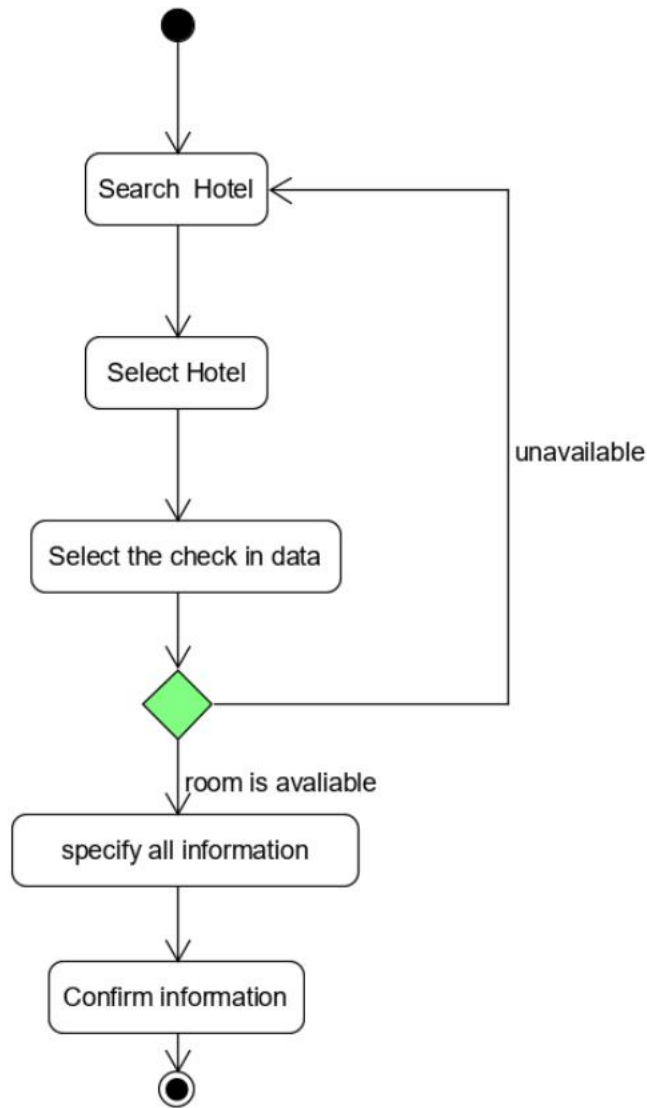 Search  Hotel
Select Hotel
unavailable
Select the check in data
room is avaliable
specify all information
Confirm information